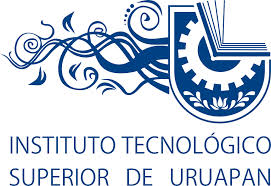 INSTITUTO TECNOLÓGICO
SUPERIOR DE URUAPAN